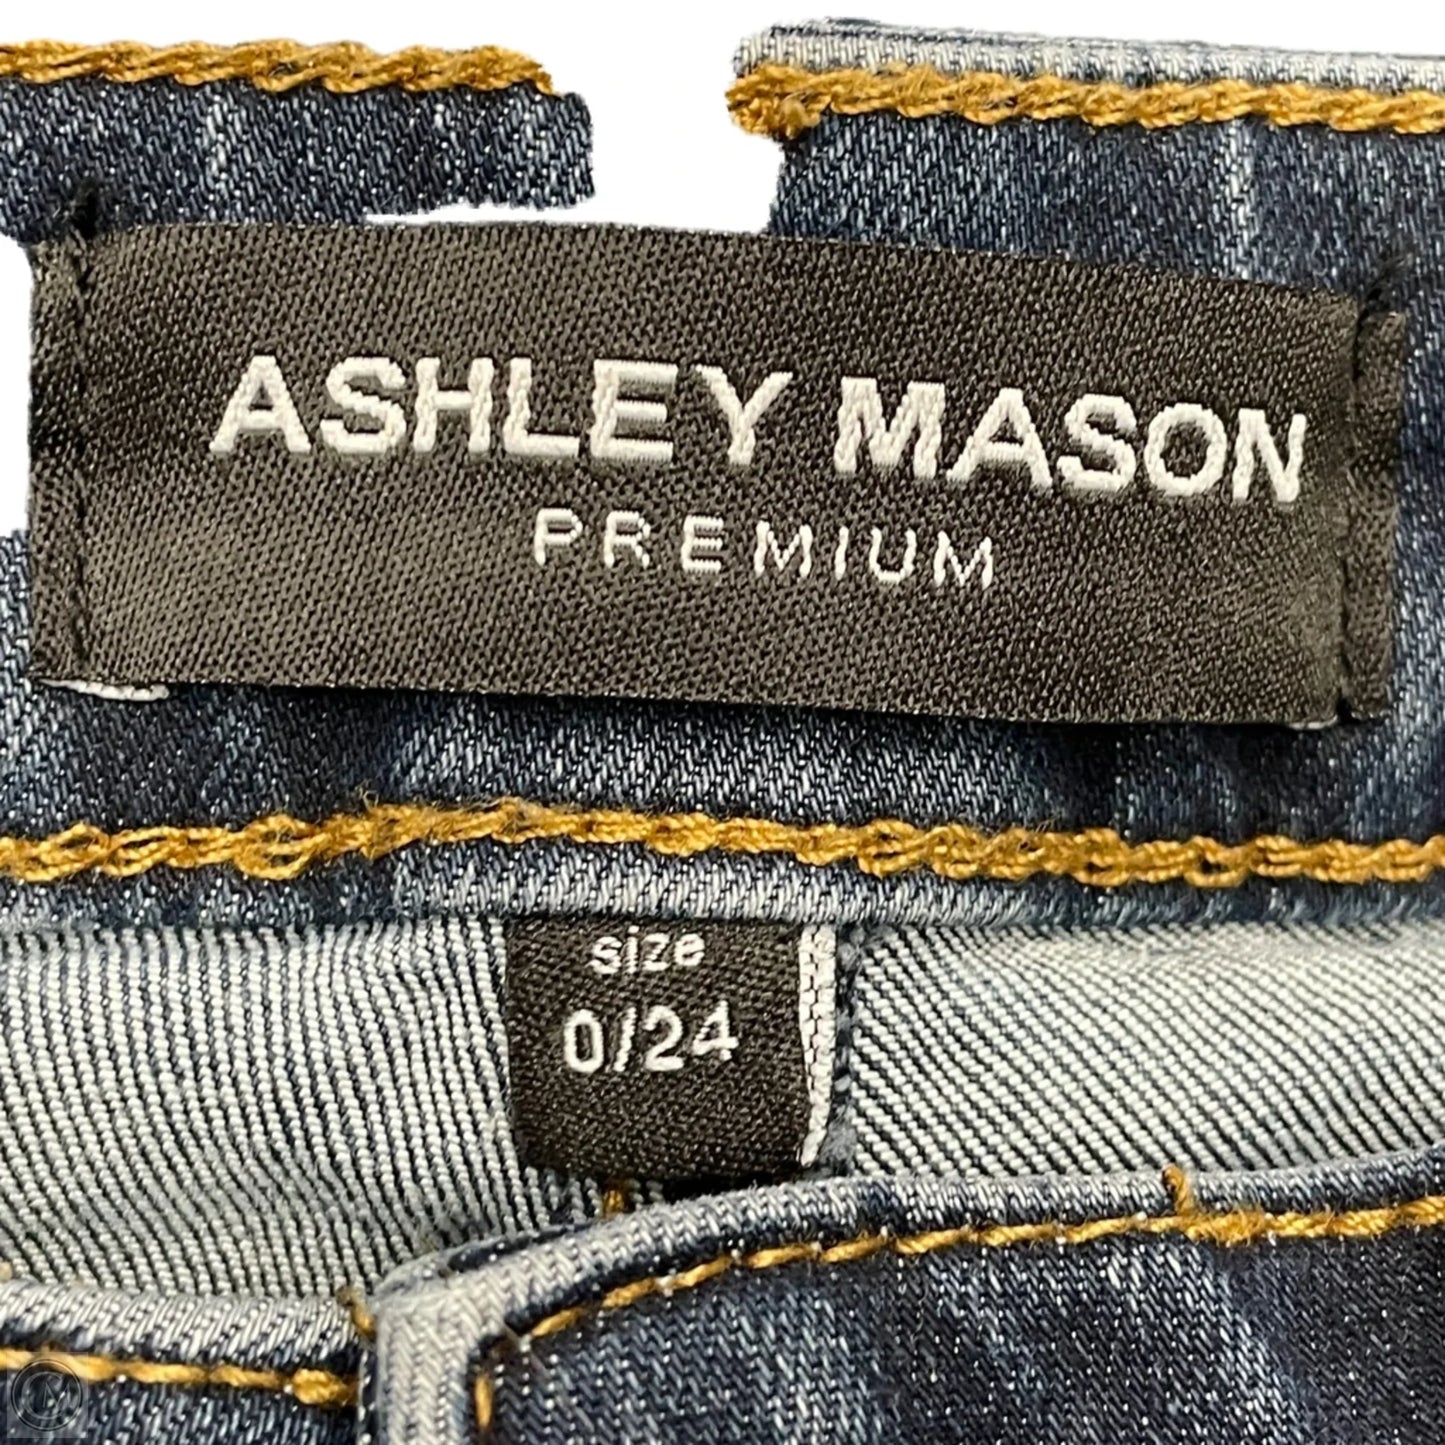 ASHLEY MASON
PREMIUM
size
0/24